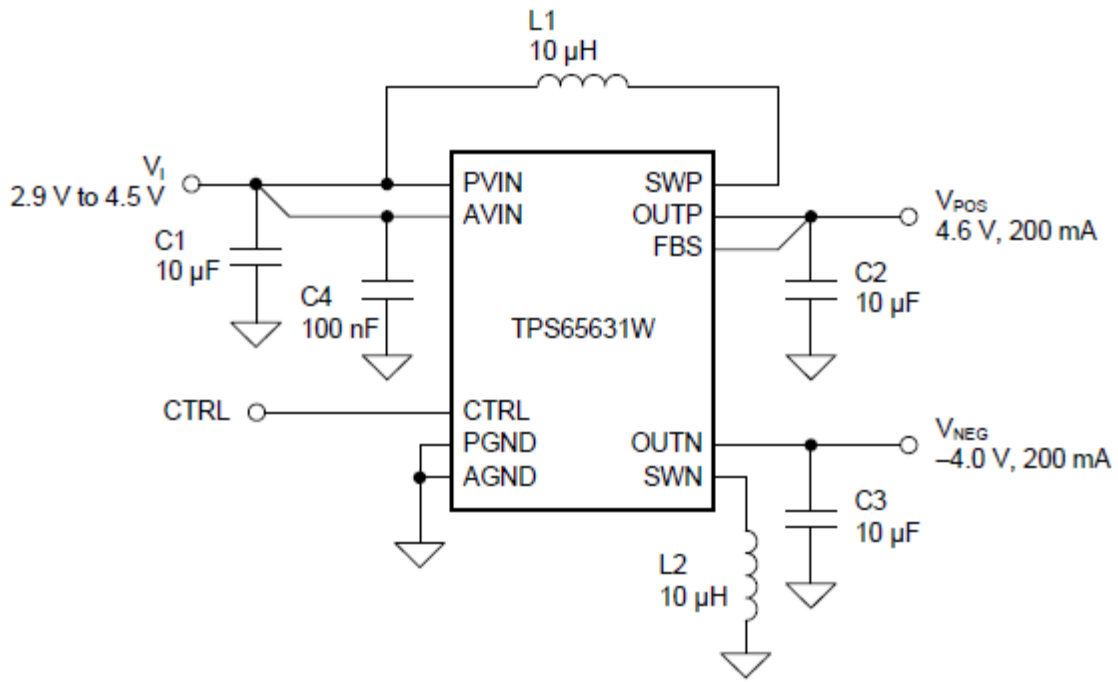 L1
10 µH
VI
2.9 V to 4.5 V
PVIN
SWP
AVIN
OUTP
FBS
VPOS
4.6 V, 200 mA
C1
10 µF
C4
100 nF
C2
10 µF
TPS65631W
CTRL
CTRL
PGND
AGND
OUTN
SWN
VNEG
–4.0 V, 200 mA
C3
10 µF
L2
10 µH